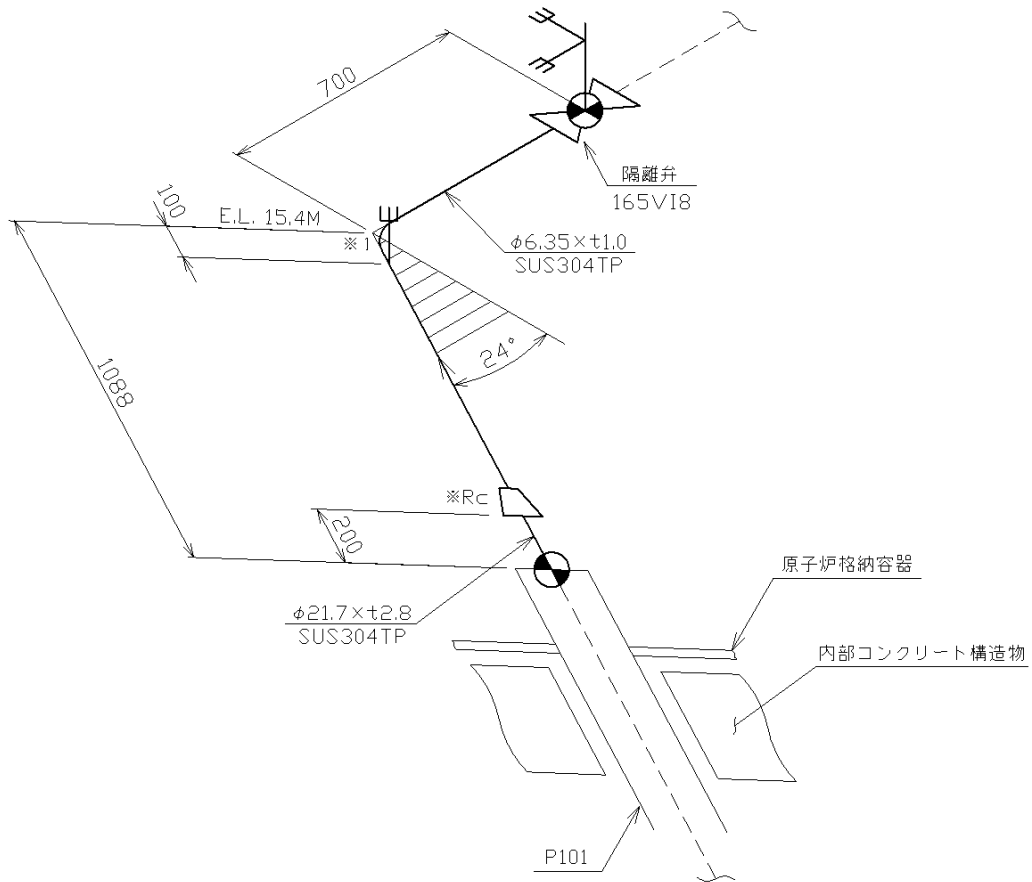 700
隔離弁
165VI8
100
E.L. 15.4M
※1
φ6.35×t1.0
SUS304TP
24°
1088
※Rc
200
φ21.7×t2.8
SUS304TP
原子炉格納容器
内部コンクリート構造物
P101